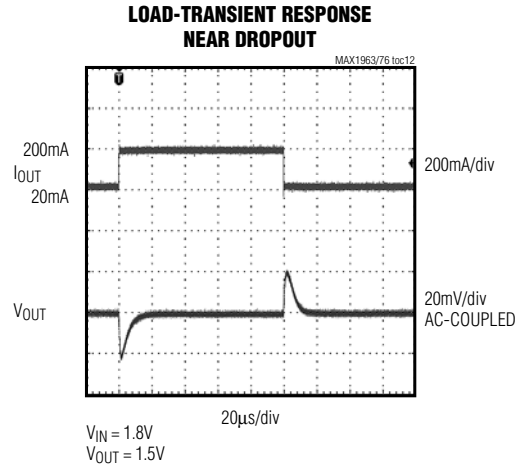 LOAD-TRANSIENT RESPONSE
NEAR DROPOUT
MAX1963/76 toc12
T
200mA
IOUT
20mA
200mA/div
VOUT
20mV/div
AC-COUPLED
20µs/div
VIN = 1.8V
VOUT = 1.5V